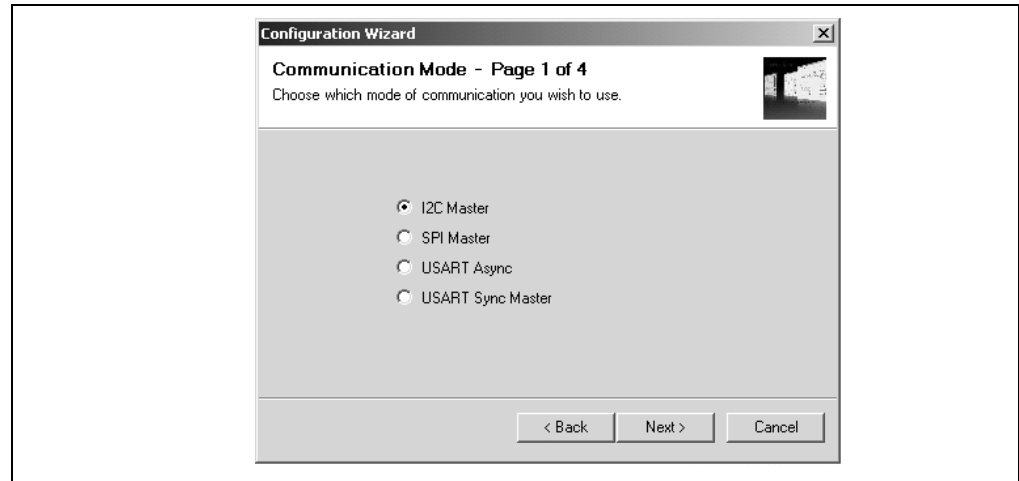 Configuration Wizard
Communication Mode - Page 1 of 4
Choose which mode of communication you wish to use.
I2C Master
SPI Master
USART Async
USART Sync Master
< Back
Next >
Cancel